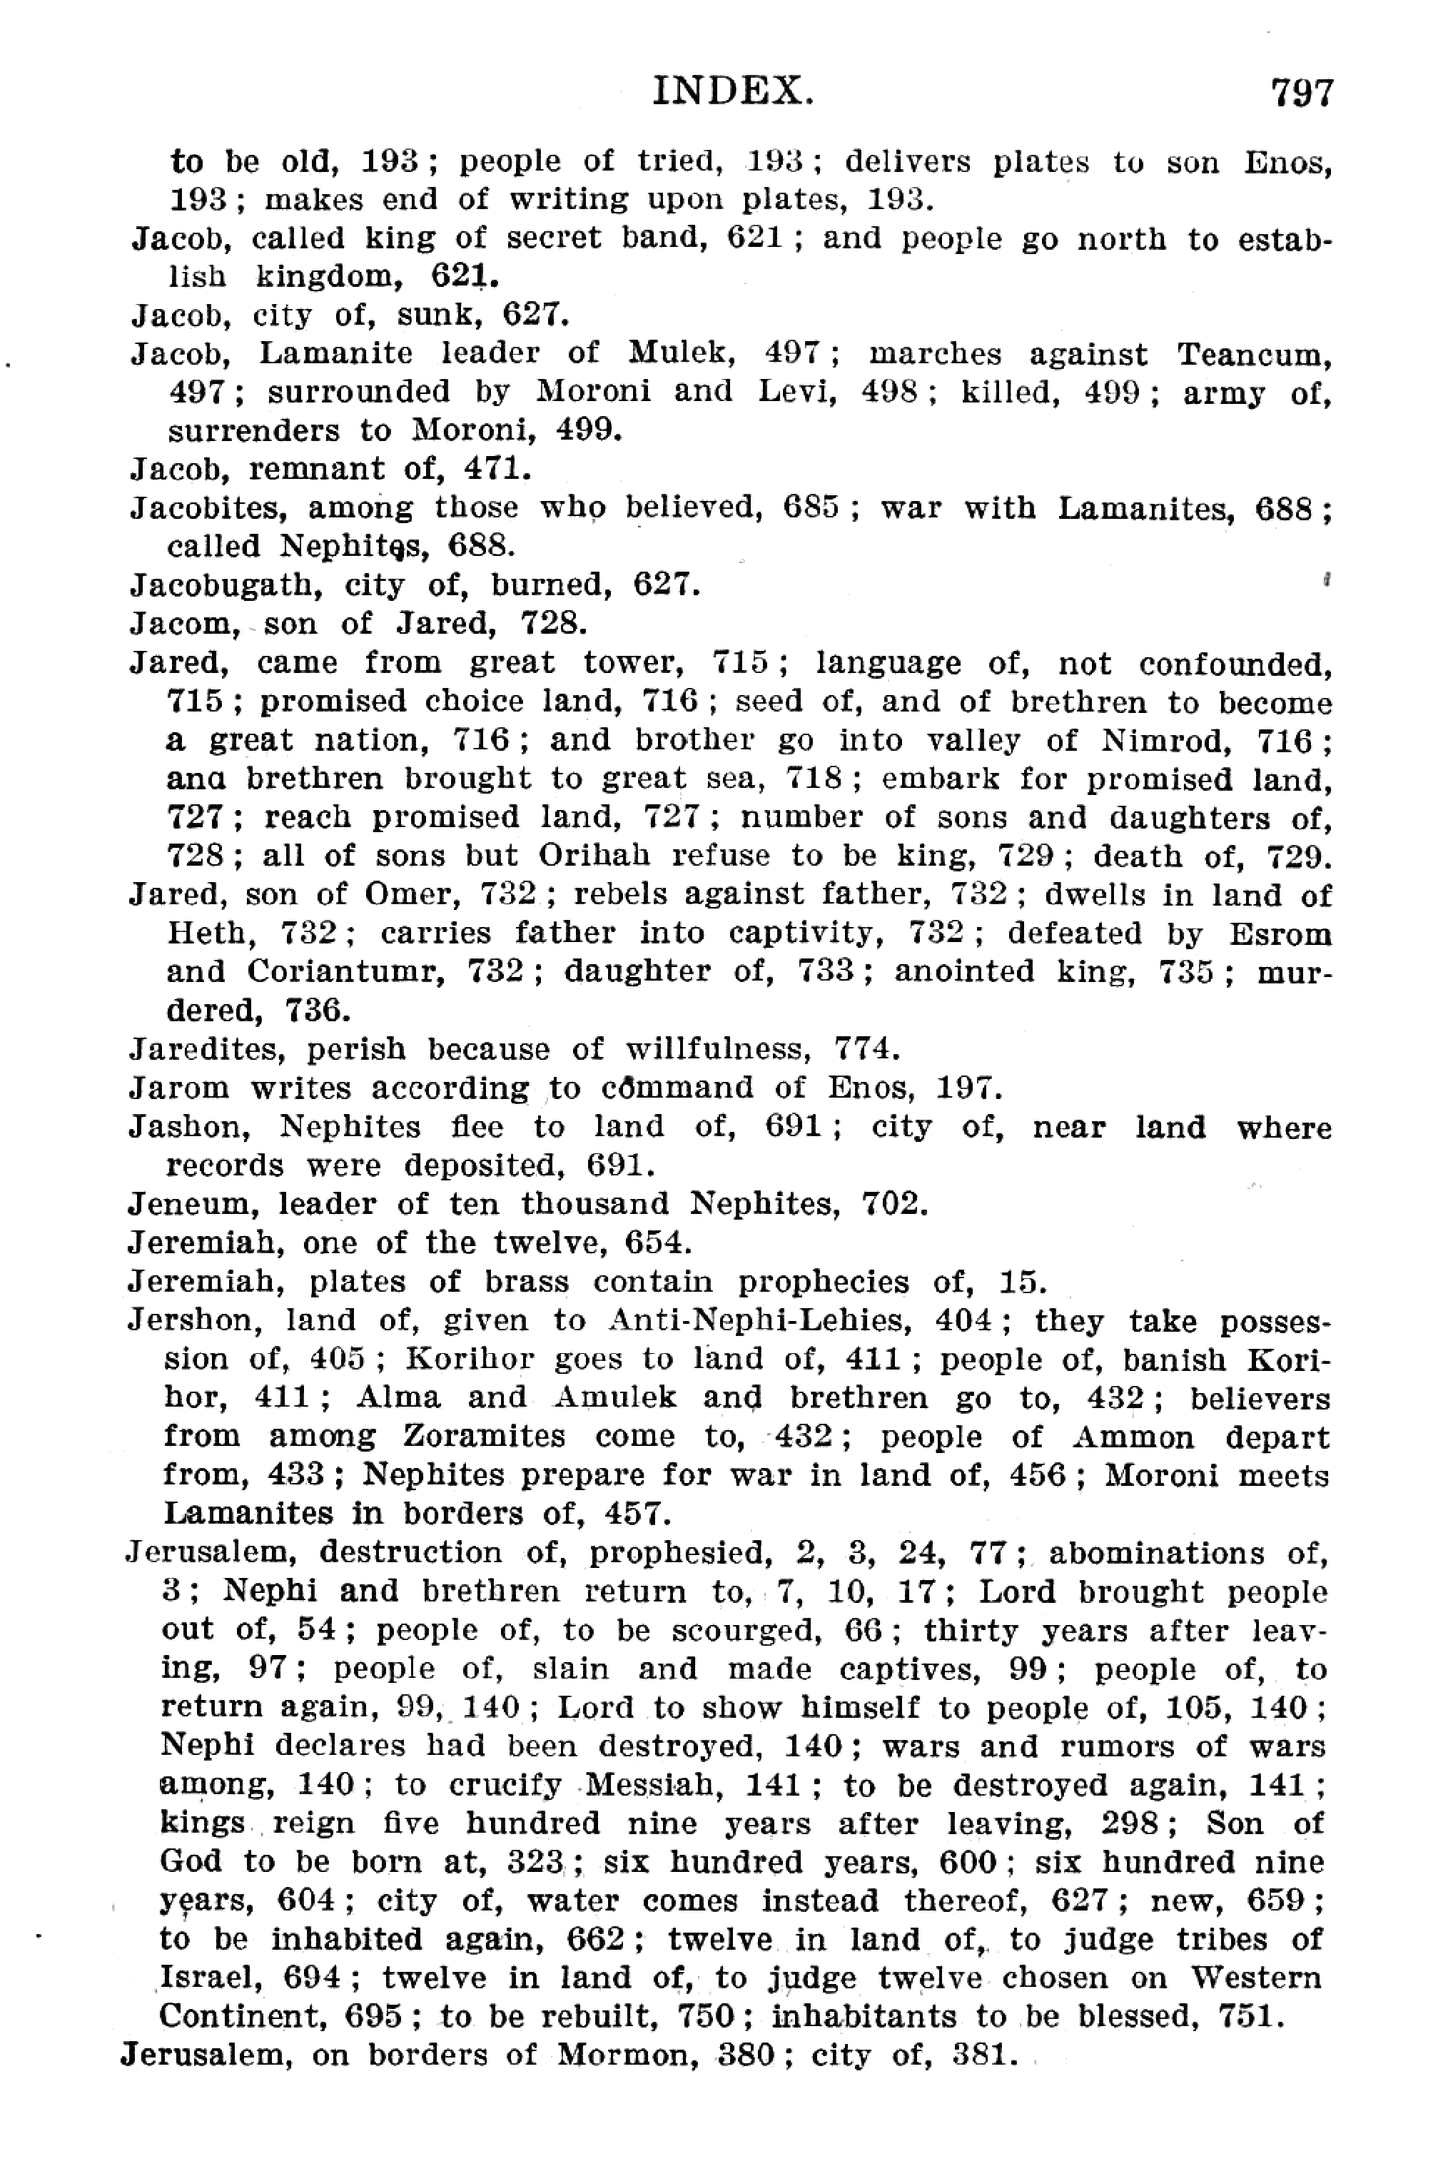 INDEX. 797
to be old, 193; people of tried, 193; delivers plates to son Enos,
193; makes end of writing upon plates, 193.
Jacob, called king of secret band, 621; and people go north to estab-
lish kingdom, 621.
Jacob, city of, sunk, 627.
Jacob, Lamanite leader of Mulek, 497; marches against Teancum,
497; surrounded by Moroni and Levi, 498; killed, 499; army of,
surrenders to Moroni, 499.
Jacob, remnant of, 471.
Jacobites, among those who believed, 685; war with Lamanites, 688;
called Nephites, 688.
Jacobugath, city of, burned, 627.
Jacom, son of Jared, 728.
Jared, came from great tower, 715; language of, not confounded,
715; promised choice land, 716; seed of, and of brethren to become
a great nation, 716; and brother go into valley of Nimrod, 716;
and brethren brought to great sea, 718; embark for promised land,
727; reach promised land, 727; number of sons and daughters of,
728; all of sons but Orihah refuse to be king, 729; death of, 729.
Jared, son of Omer, 732; rebels against father, 732; dwells in land of
Heth, 732; carries father into captivity, 732; defeated by Esrom
and Coriantumr, 732; daughter of, 733; anointed king, 735; mur-
dered, 736.
Jaredites, perish because of willfulness, 774.
Jarom writes according to command of Enos, 197.
Jashon, Nephites flee to land of, 691; city of, near land where
records were deposited, 691.
Jeneum, leader of ten thousand Nephites, 702.
Jeremiah, one of the twelve, 654.
Jeremiah, plates of brass contain prophecies of, 15.
Jershon, land of, given to Anti-Nephi-Lehies, 404; they take posses-
sion of, 405; Korihor goes to land of, 411; people of, banish Kori-
hor, 411; Alma and Amulek and brethren go to, 432; believers
from among Zoramites come to, 432; people of Ammon depart
from, 433; Nephites prepare for war in land of, 456; Moroni meets
Lamanites in borders of, 457.
Jerusalem, destruction of, prophesied, 2, 3, 24, 77; abominations of,
3; Nephi and brethren return to, 7, 10, 17; Lord brought people
out of, 54; people of, to be scourged, 66; thirty years after leav-
ing, 97; people of, slain and made captives, 99; people of, to
return again, 99, 140; Lord to show himself to people of, 105, 140;
Nephi declares had been destroyed, 140; wars and rumors of wars
among, 140; to crucify Messiah, 141; to be destroyed again, 141;
kings reign five hundred nine years after leaving, 298; Son of
God to be born at, 323; six hundred years, 600; six hundred nine
years, 604; city of, water comes instead thereof, 627; new, 659;
to be inhabited again, 662; twelve in land of, to judge tribes of
Israel, 694; twelve in land of, to judge twelve chosen on Western
Continent, 695; to be rebuilt, 750; inhabitants to be blessed, 751.
Jerusalem, on borders of Mormon, 380; city of, 381.